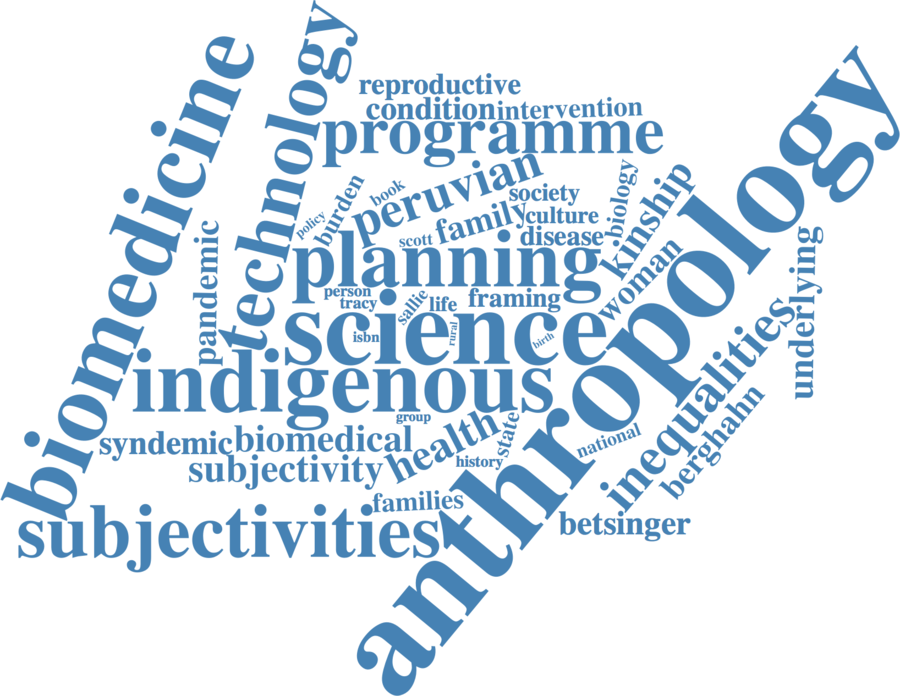 biomedicine
technology
reproductive
condition intervention
programme
anthropology
peruvian
book
burden
policy
society
biology
kinship
family culture
scott
disease
planning
woman
pandemic
person
tracy
sallie
life
framing
underlying
science
isbn
rural
birth
indigenous
inequalities
group
berghahn
syndemic biomedical
health
state
national
subjectivity
history
families
subjectivities
betsinger